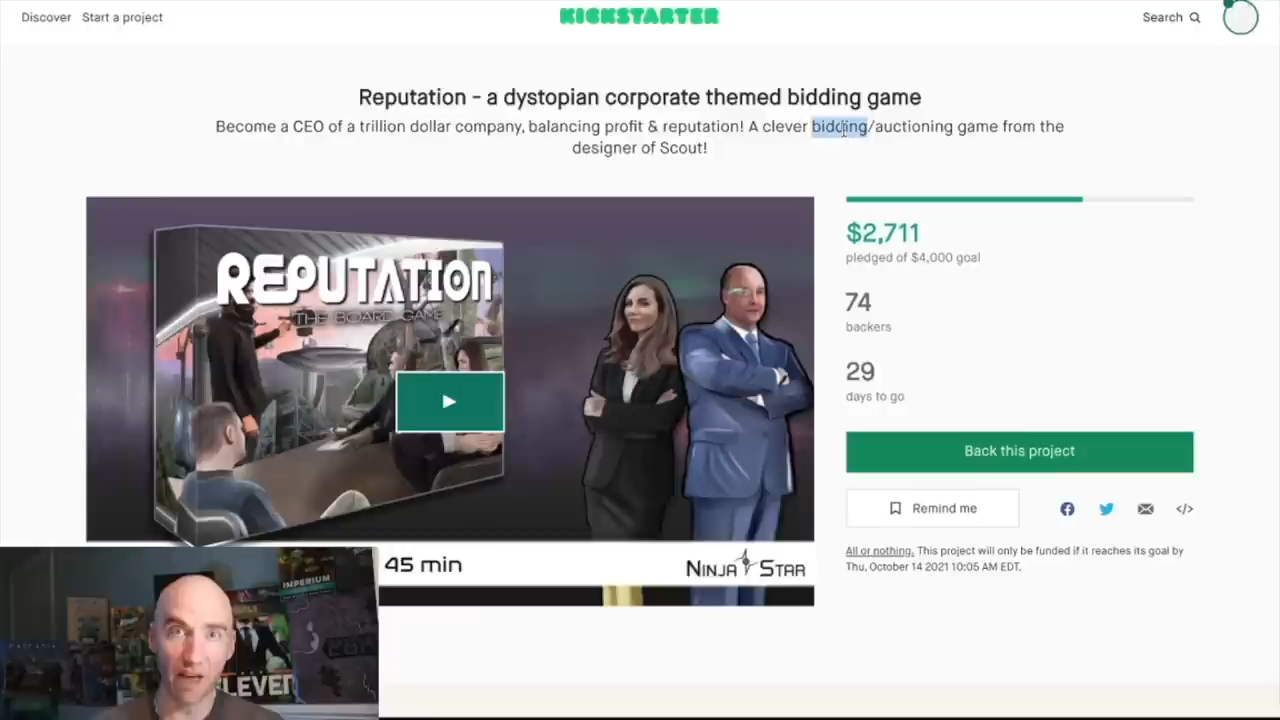 Discover Start a project
KICKSTARTER
Search
Reputation - a dystopian corporate themed bidding game
Become a CEO of a trillion dollar company, balancing profit & reputation! A clever bidding/auctioning game from the
designer of Scout!
REPUTATION
THE BOARD GAME
$2,711
pledged of $4,000 goal
74
backers
29
days to go
Back this project
Remind me
All or nothing. This project will only be funded if it reaches its goal by
Thu, October 14 2021 10:05 AM EDT.
45 min
NINJA STAR
IMPERIUM